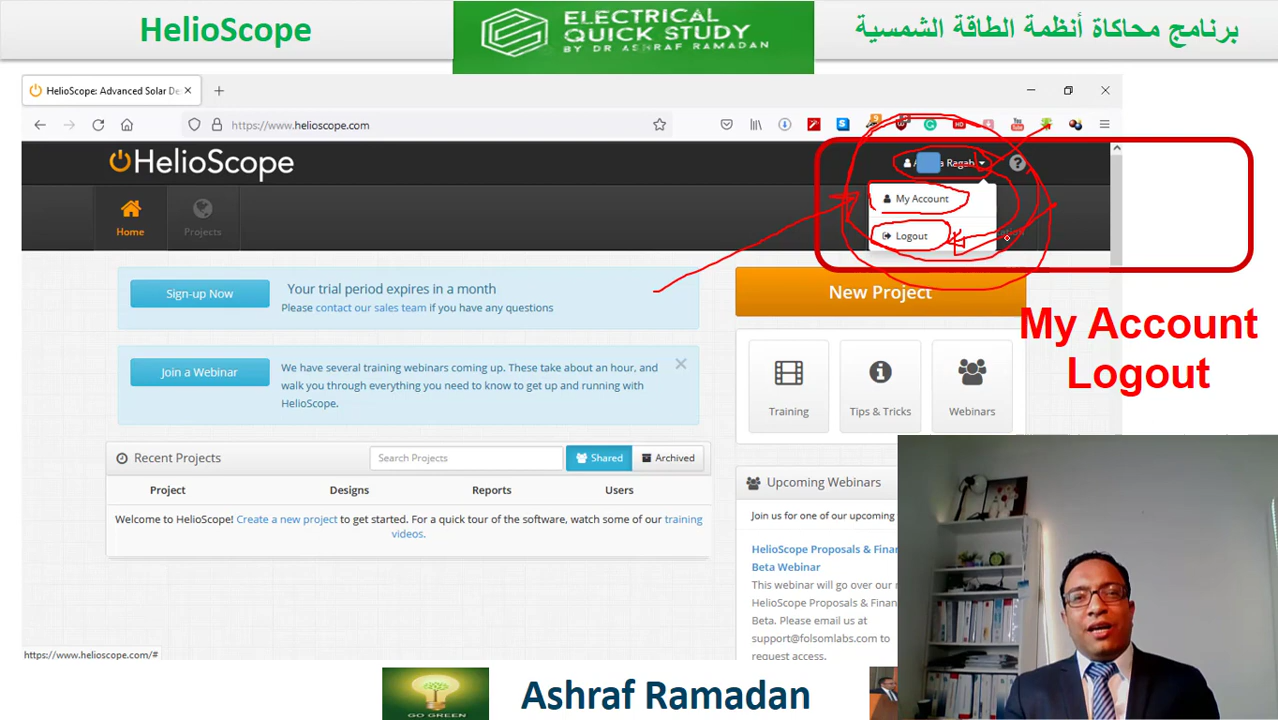 HelioScope
ELECTRICAL
QUICK STUDY
BY DR ASHRAF RAMADAN
برنامج محاكاة أنظمة الطاقة الشمسية
HelioScope: Advanced Solar De
https://www.helioscope.com
HelioScope
Ragab
?
My Account
Logout
Home
Projects
Sign-up Now
Your trial period expires in a month
Please contact our sales team if you have any questions
New Project
Join a Webinar
We have several training webinars coming up. These take about an hour, and
walk you through everything you need to know to get up and running with
HelioScope.
Training
Tips & Tricks
Webinars
My Account
Logout
Recent Projects
Search Projects
Shared
Archived
Project Designs Reports Users
Welcome to HelioScope! Create a new project to get started. For a quick tour of the software, watch some of our training
videos.
Upcoming Webinars
Join us for one of our upcoming
HelioScope Proposals & Finan
Beta Webinar
This webinar will go over our
HelioScope Proposals & Finan
Beta. Please email us at
support@folsomlabs.com to
request access.
https://www.helioscope.com/#
GO GREEN
Ashraf Ramadan